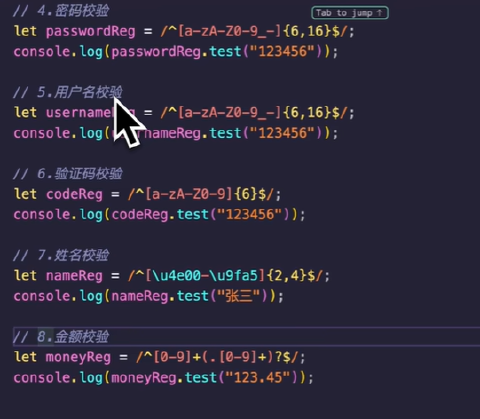 // 4.密码校验
Tab to jump ↑
let passwordReg = /^[a-zA-Z0-9_-]{6,16}$/;
console.log(passwordReg.test("123456"));
// 5.用户名校验
let username g = /^[a-zA-Z0-9_-]{6,16}$/;
console.log( rnameReg.test("123456"));
// 6.验证码校验
let codeReg = /^[a-zA-Z0-9]{6}$/;
console.log(codeReg.test("123456"));
// 7.姓名校验
let nameReg = /^[\u4e00-\u9fa5]{2,4}$/;
console.log(nameReg.test("张三"));
// 8.金额校验
let moneyReg = /^[0-9]+(.[0-9]+)?$/;
console.log(moneyReg.test("123.45"));